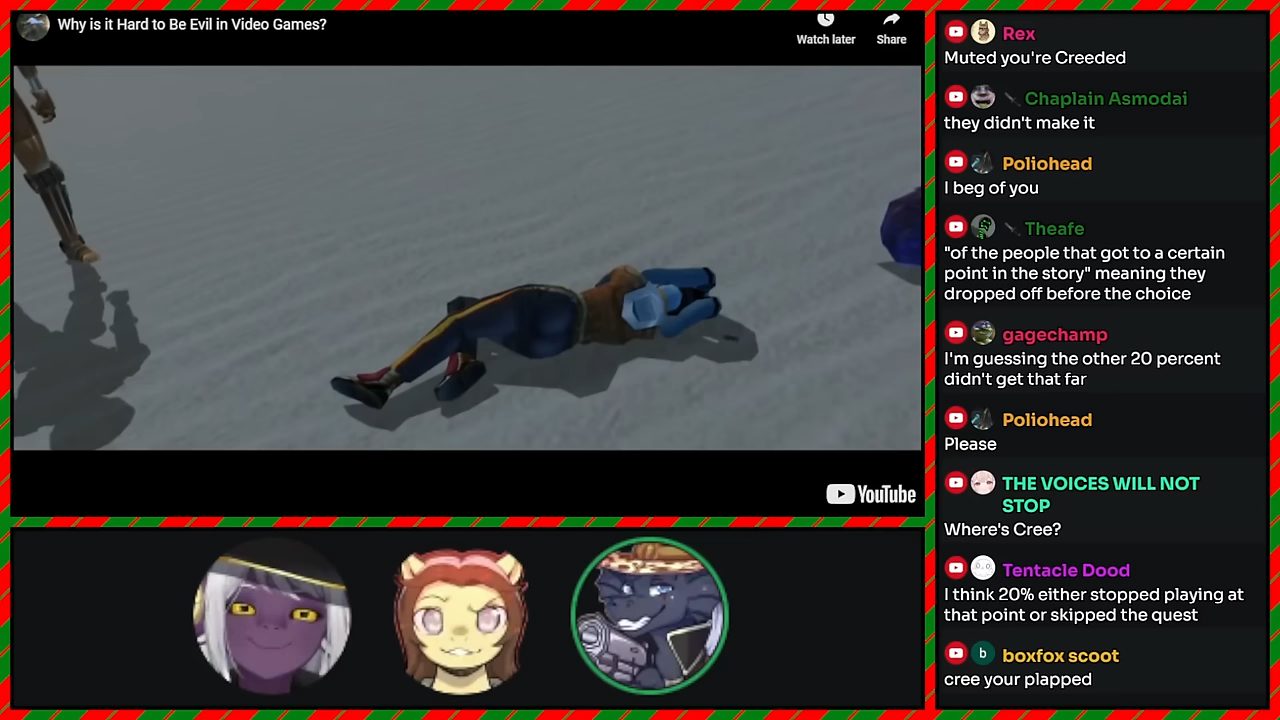 Why is it Hard to Be Evil in Video Games?
Watch later
Share
YouTube
Rex
Muted you're Creeded
Chaplain Asmodai
they didn't make it
Poliohead
I beg of you
Theafe
"of the people that got to a certain
point in the story" meaning they
dropped off before the choice
gagechamp
I'm guessing the other 20 percent
didn't get that far
Poliohead
Please
THE VOICES WILL NOT
STOP
Where's Cree?
Tentacle Dood
I think 20% either stopped playing at
that point or skipped the quest
b
boxfox scoot
cree your plapped